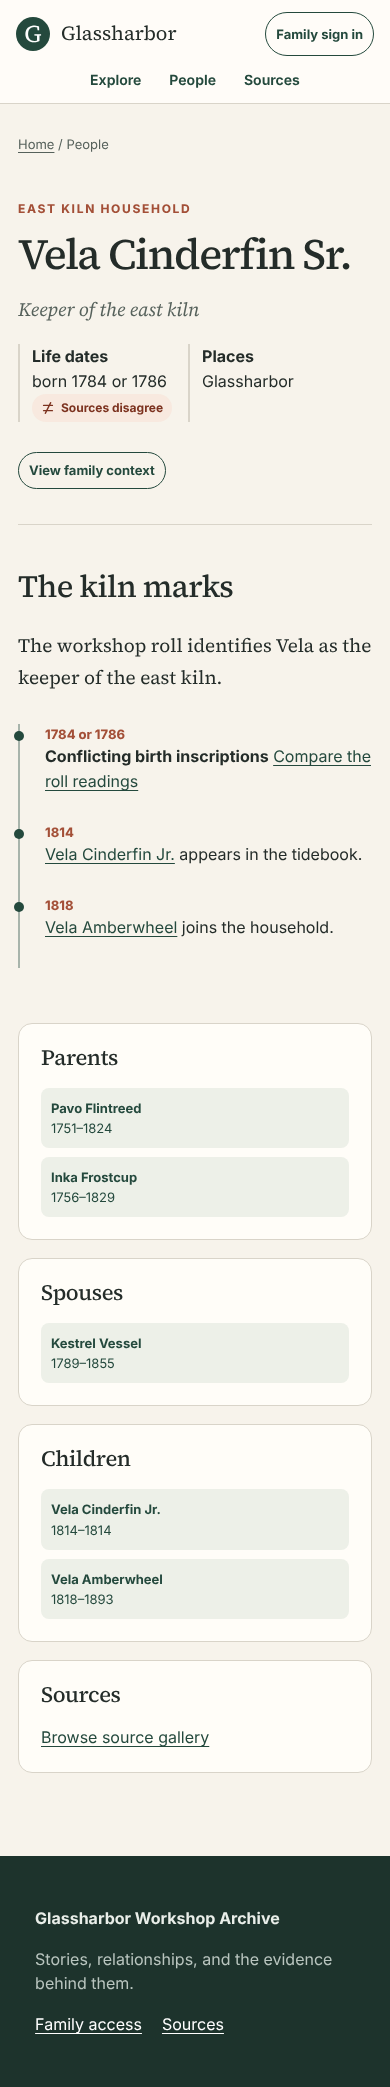 G Glassharbor
Family sign in
Explore People Sources
Home / People
EAST KILN HOUSEHOLD
Vela Cinderfin Sr.
Keeper of the east kiln
Life dates
born 1784 or 1786
≠ Sources disagree
Places
Glassharbor
View family context
The kiln marks
The workshop roll identifies Vela as the
keeper of the east kiln.
1784 or 1786
Conflicting birth inscriptions Compare the
roll readings
1814
Vela Cinderfin Jr. appears in the tidebook.
1818
Vela Amberwheel joins the household.
Parents
Pavo Flintreed
1751–1824
Inka Frostcup
1756–1829
Spouses
Kestrel Vessel
1789–1855
Children
Vela Cinderfin Jr.
1814–1814
Vela Amberwheel
1818–1893
Sources
Browse source gallery
Glassharbor Workshop Archive
Stories, relationships, and the evidence
behind them.
Family access Sources